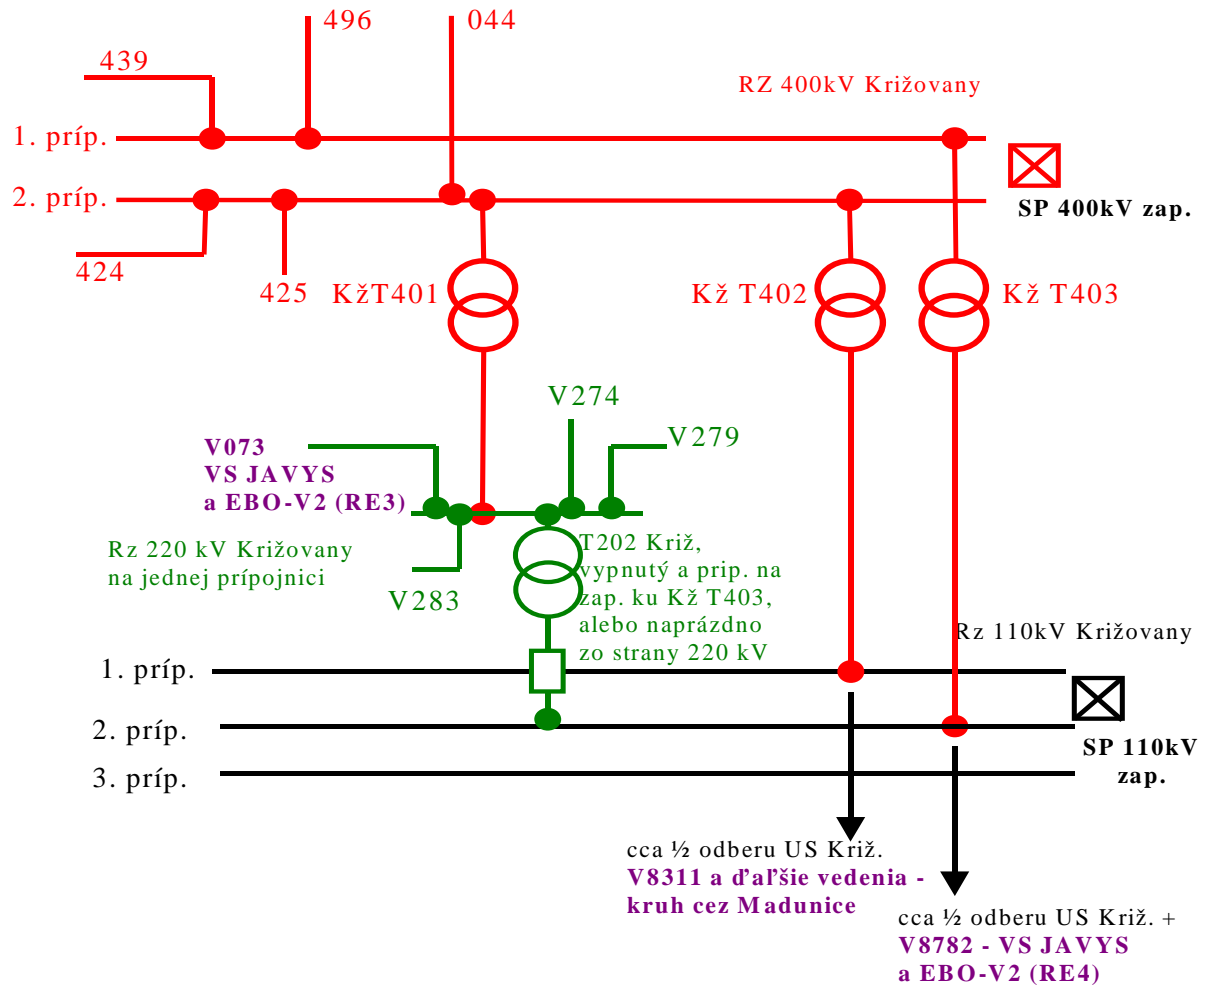 496
044
439
RZ 400kV Križovany
1. príp.
2. príp.
SP 400kV zap.
424
425
KžT401
Kž T402
Kž T403
V274
V279
V073
VS JAVYS
a EBO-V2 (RE3)
Rz 220 kV Križovany
na jednej prípojnici
V283
T202 Križ,
vypnutý a prip. na
zap. ku Kž T403,
alebo naprázdno
zo strany 220 kV
Rz 110kV Križovany
1. príp.
2. príp.
3. príp.
SP 110kV
zap.
cca ½ odberu US Križ.
V8311 a ďaľšie vedenia -
kruh cez Madunice
cca ½ odberu US Križ. +
V8782 - VS JAVYS
a EBO-V2 (RE4)